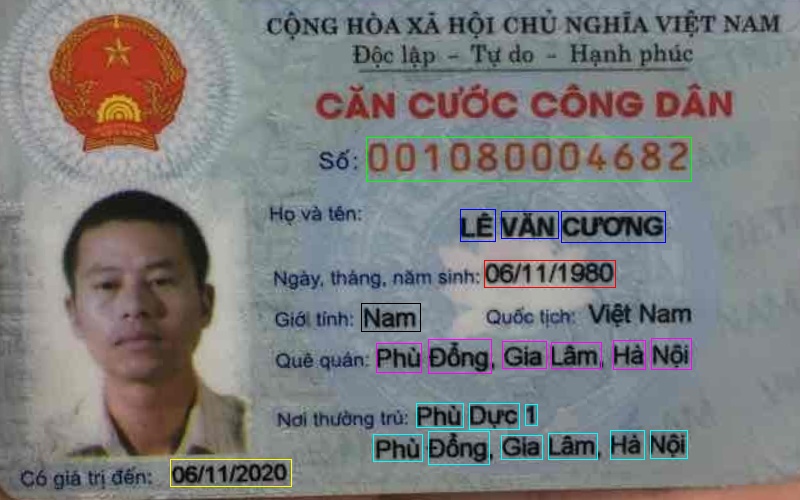 CỘNG HÒA XÃ HỘI CHỦ NGHĨA VIỆT NAM
Độc lập - Tự do - Hạnh phúc
CĂN CƯỚC CÔNG DÂN
Số: 001080004682
Họ và tên: LÊ VĂN CƯƠNG
Ngày, tháng, năm sinh: 06/11/1980
Giới tính: Nam Quốc tịch: Việt Nam
Quê quán: Phù Đổng, Gia Lâm, Hà Nội
Nơi thường trú: Phù Dực 1
Phù Đổng, Gia Lâm, Hà Nội
Có giá trị đến: 06/11/2020